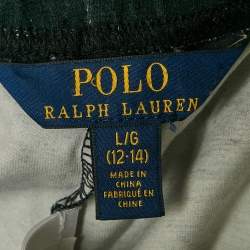 POLO
RALPH LAUREN
L/G
(12-14)
MADE IN
CHINA
FABRIQUÉ EN
CHINE